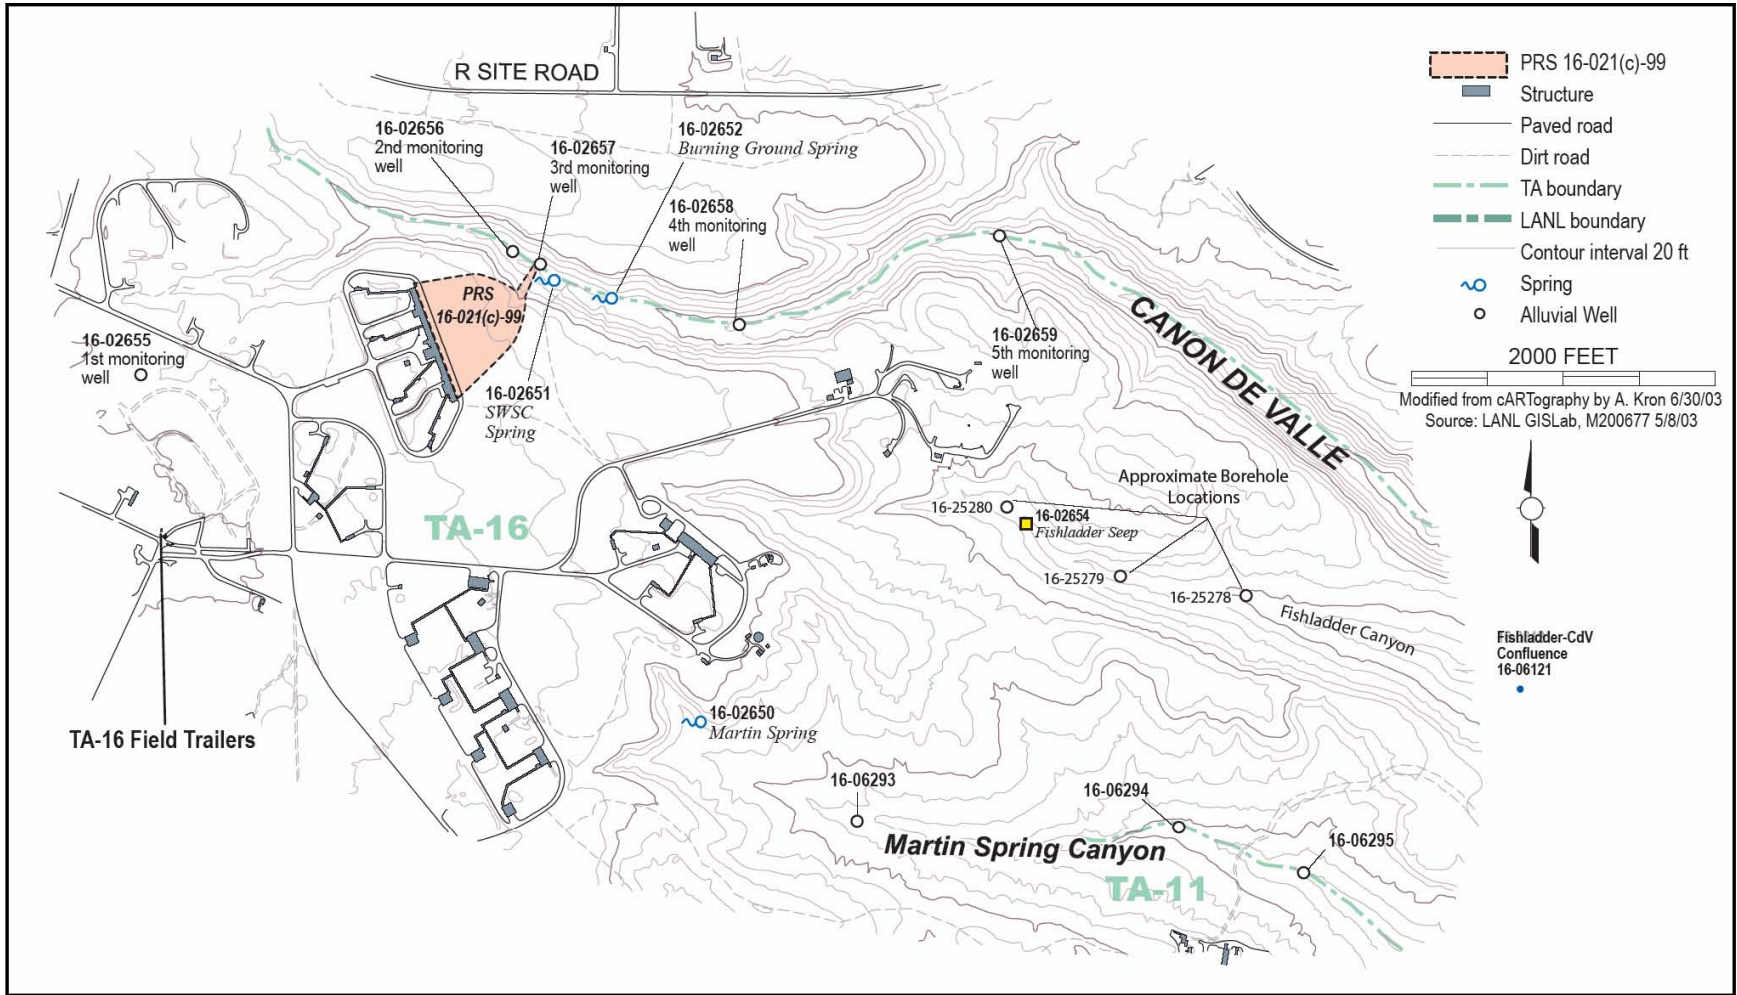 R SITE ROAD
16-02656
2nd monitoring
well
16-02657
3rd monitoring
well
16-02652
Burning Ground Spring
16-02658
4th monitoring
well
PRS
16-021(c)-99
16-02655
1st monitoring
well
16-02651
SWSC
Spring
16-02659
5th monitoring
well
CANON DE VALLE
TA-16
Approximate Borehole
Locations
16-25280
16-02654
Fishladder Seep
16-25279
16-25278
Fishladder Canyon
Fishladder-CdV
Confluence
16-06121
TA-16 Field Trailers
16-02650
Martin Spring
16-06293
16-06294
16-06295
Martin Spring Canyon
TA-11
PRS 16-021(c)-99
Structure
Paved road
Dirt road
TA boundary
LANL boundary
Contour interval 20 ft
Spring
Alluvial Well
2000 FEET
Modified from cARTography by A. Kron 6/30/03
Source: LANL GISLab, M200677 5/8/03